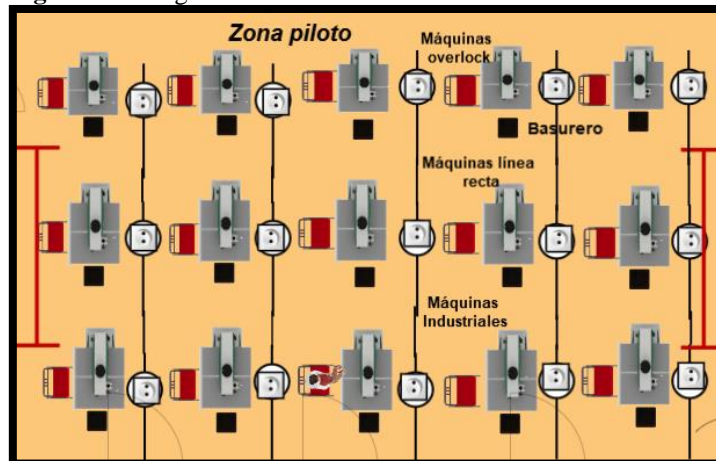 Zona piloto
Máquinas
overlock
Basurero
Máquinas línea
recta
Máquinas
Industriales